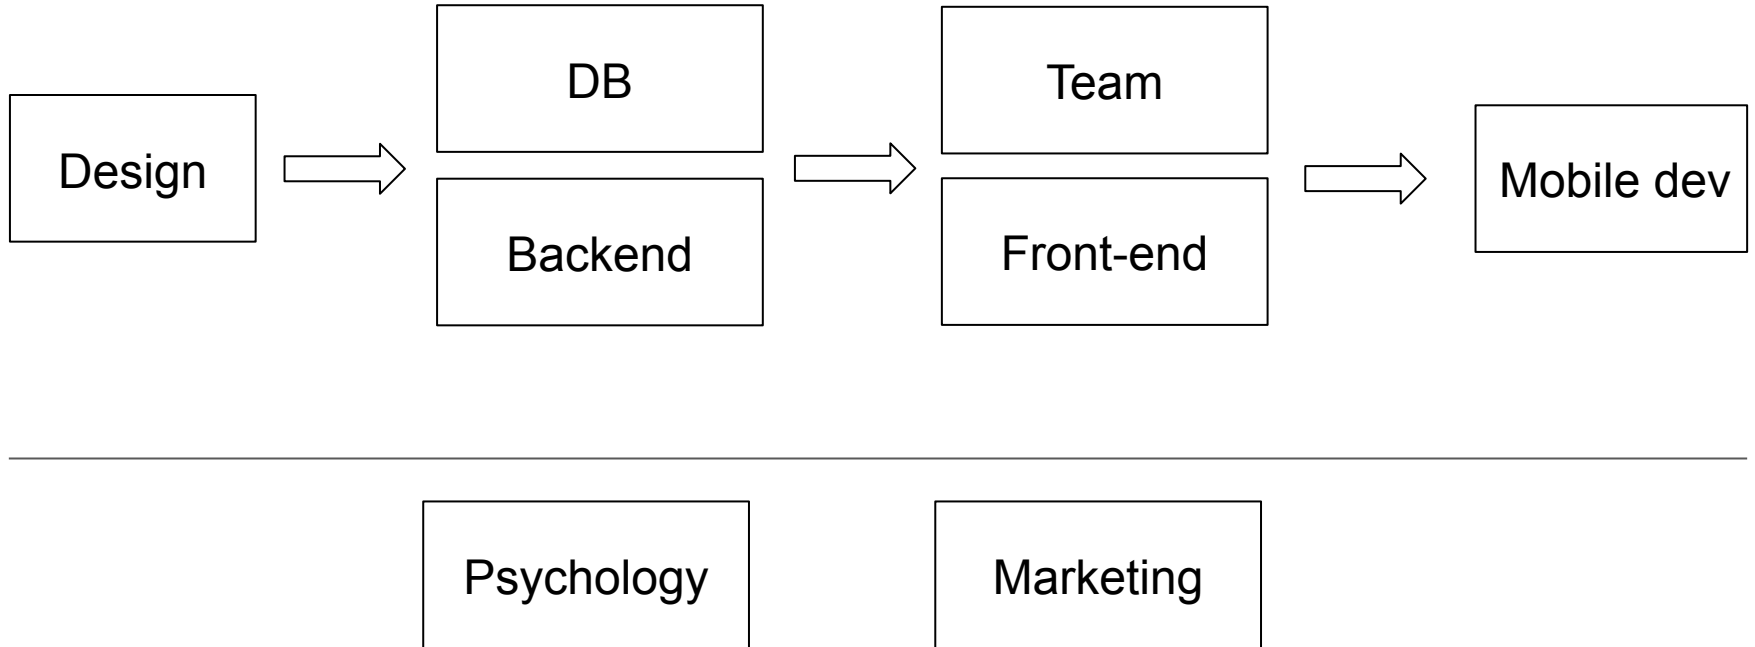 Design
DB
Backend
Team
Front-end
Mobile dev
Psychology
Marketing